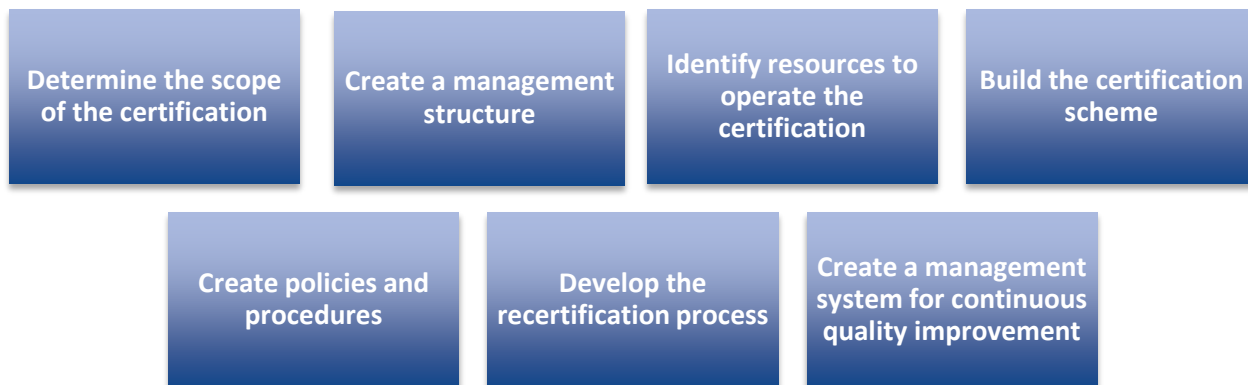 Determine the scope
of the certification
Create a management
structure
Identify resources to
operate the
certification
Build the certification
scheme
Create policies and
procedures
Develop the
recertification process
Create a management
system for continuous
quality improvement